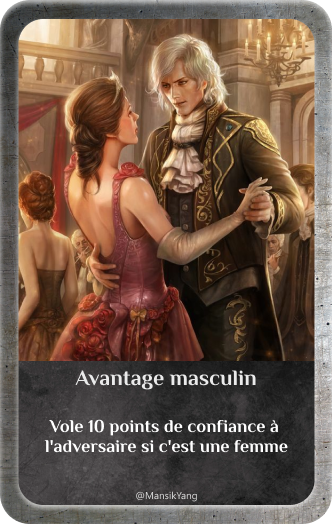 Avantage masculin
Vole 10 points de confiance à
l'adversaire si c'est une femme
@MansikYang